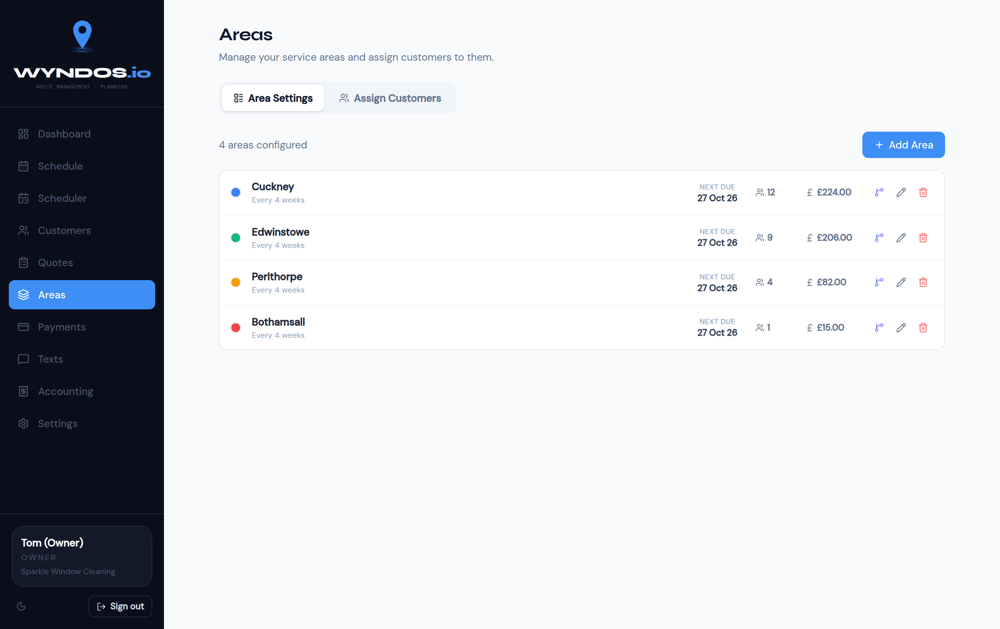 WYNDOS.io
ROUTE MANAGEMENT · PLANNING
Dashboard
Schedule
Scheduler
Customers
Quotes
Areas
Payments
Texts
Accounting
Settings
Tom (Owner)
OWNER
Sparkle Window Cleaning
Sign out
Areas
Manage your service areas and assign customers to them.
Area Settings
Assign Customers
4 areas configured
+ Add Area
Cuckney
Every 4 weeks
NEXT DUE
27 Oct 26
12
£ £224.00
Edwinstowe
Every 4 weeks
NEXT DUE
27 Oct 26
9
£ £206.00
Perlthorpe
Every 4 weeks
NEXT DUE
27 Oct 26
4
£ £82.00
Bothamsall
Every 4 weeks
NEXT DUE
27 Oct 26
1
£ £15.00